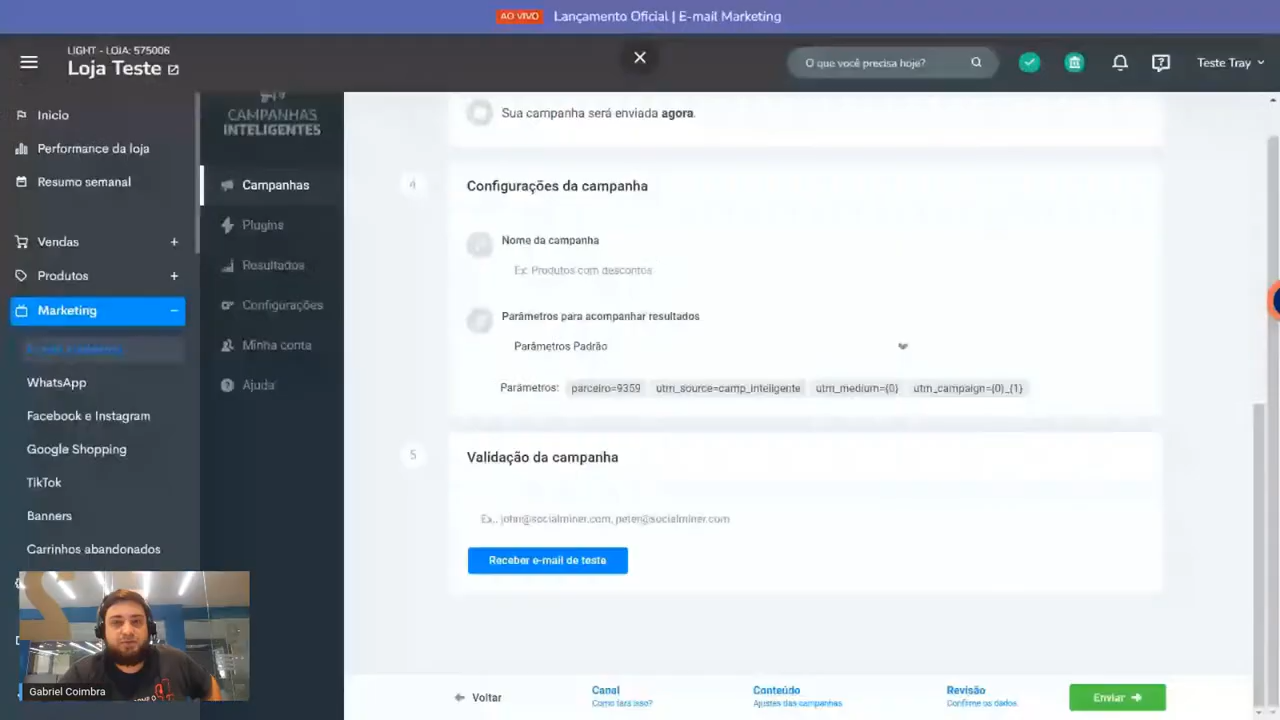 AO VIVO Lançamento Oficial | E-mail Marketing
LIGHT - LOJA: 575006
Loja Teste
O que você precisa hoje?
Teste Tray
Inicio
Performance da loja
Resumo semanal
Vendas
Produtos
Marketing
WhatsApp
Facebook e Instagram
Google Shopping
TikTok
Banners
Carrinhos abandonados
Gabriel Coimbra
CAMPANHAS
INTELIGENTES
Campanhas
Plugins
Resultados
Configurações
Minha conta
Ajuda
Sua campanha será enviada agora.
4
Configurações da campanha
Nome da campanha
Ex: Produtos com descontos
Parâmetros para acompanhar resultados
Parâmetros Padrão
Parâmetros: parceiro=9359 utm_source=camp_inteligente utm_medium={0} utm_campaign={0}_{1}
5
Validação da campanha
Ex.: john@socialminer.com, peter@socialminer.com
Receber e-mail de teste
Voltar
Canal
Como fará isso?
Conteúdo
Ajustes das campanhas
Revisão
Confirme os dados.
Enviar